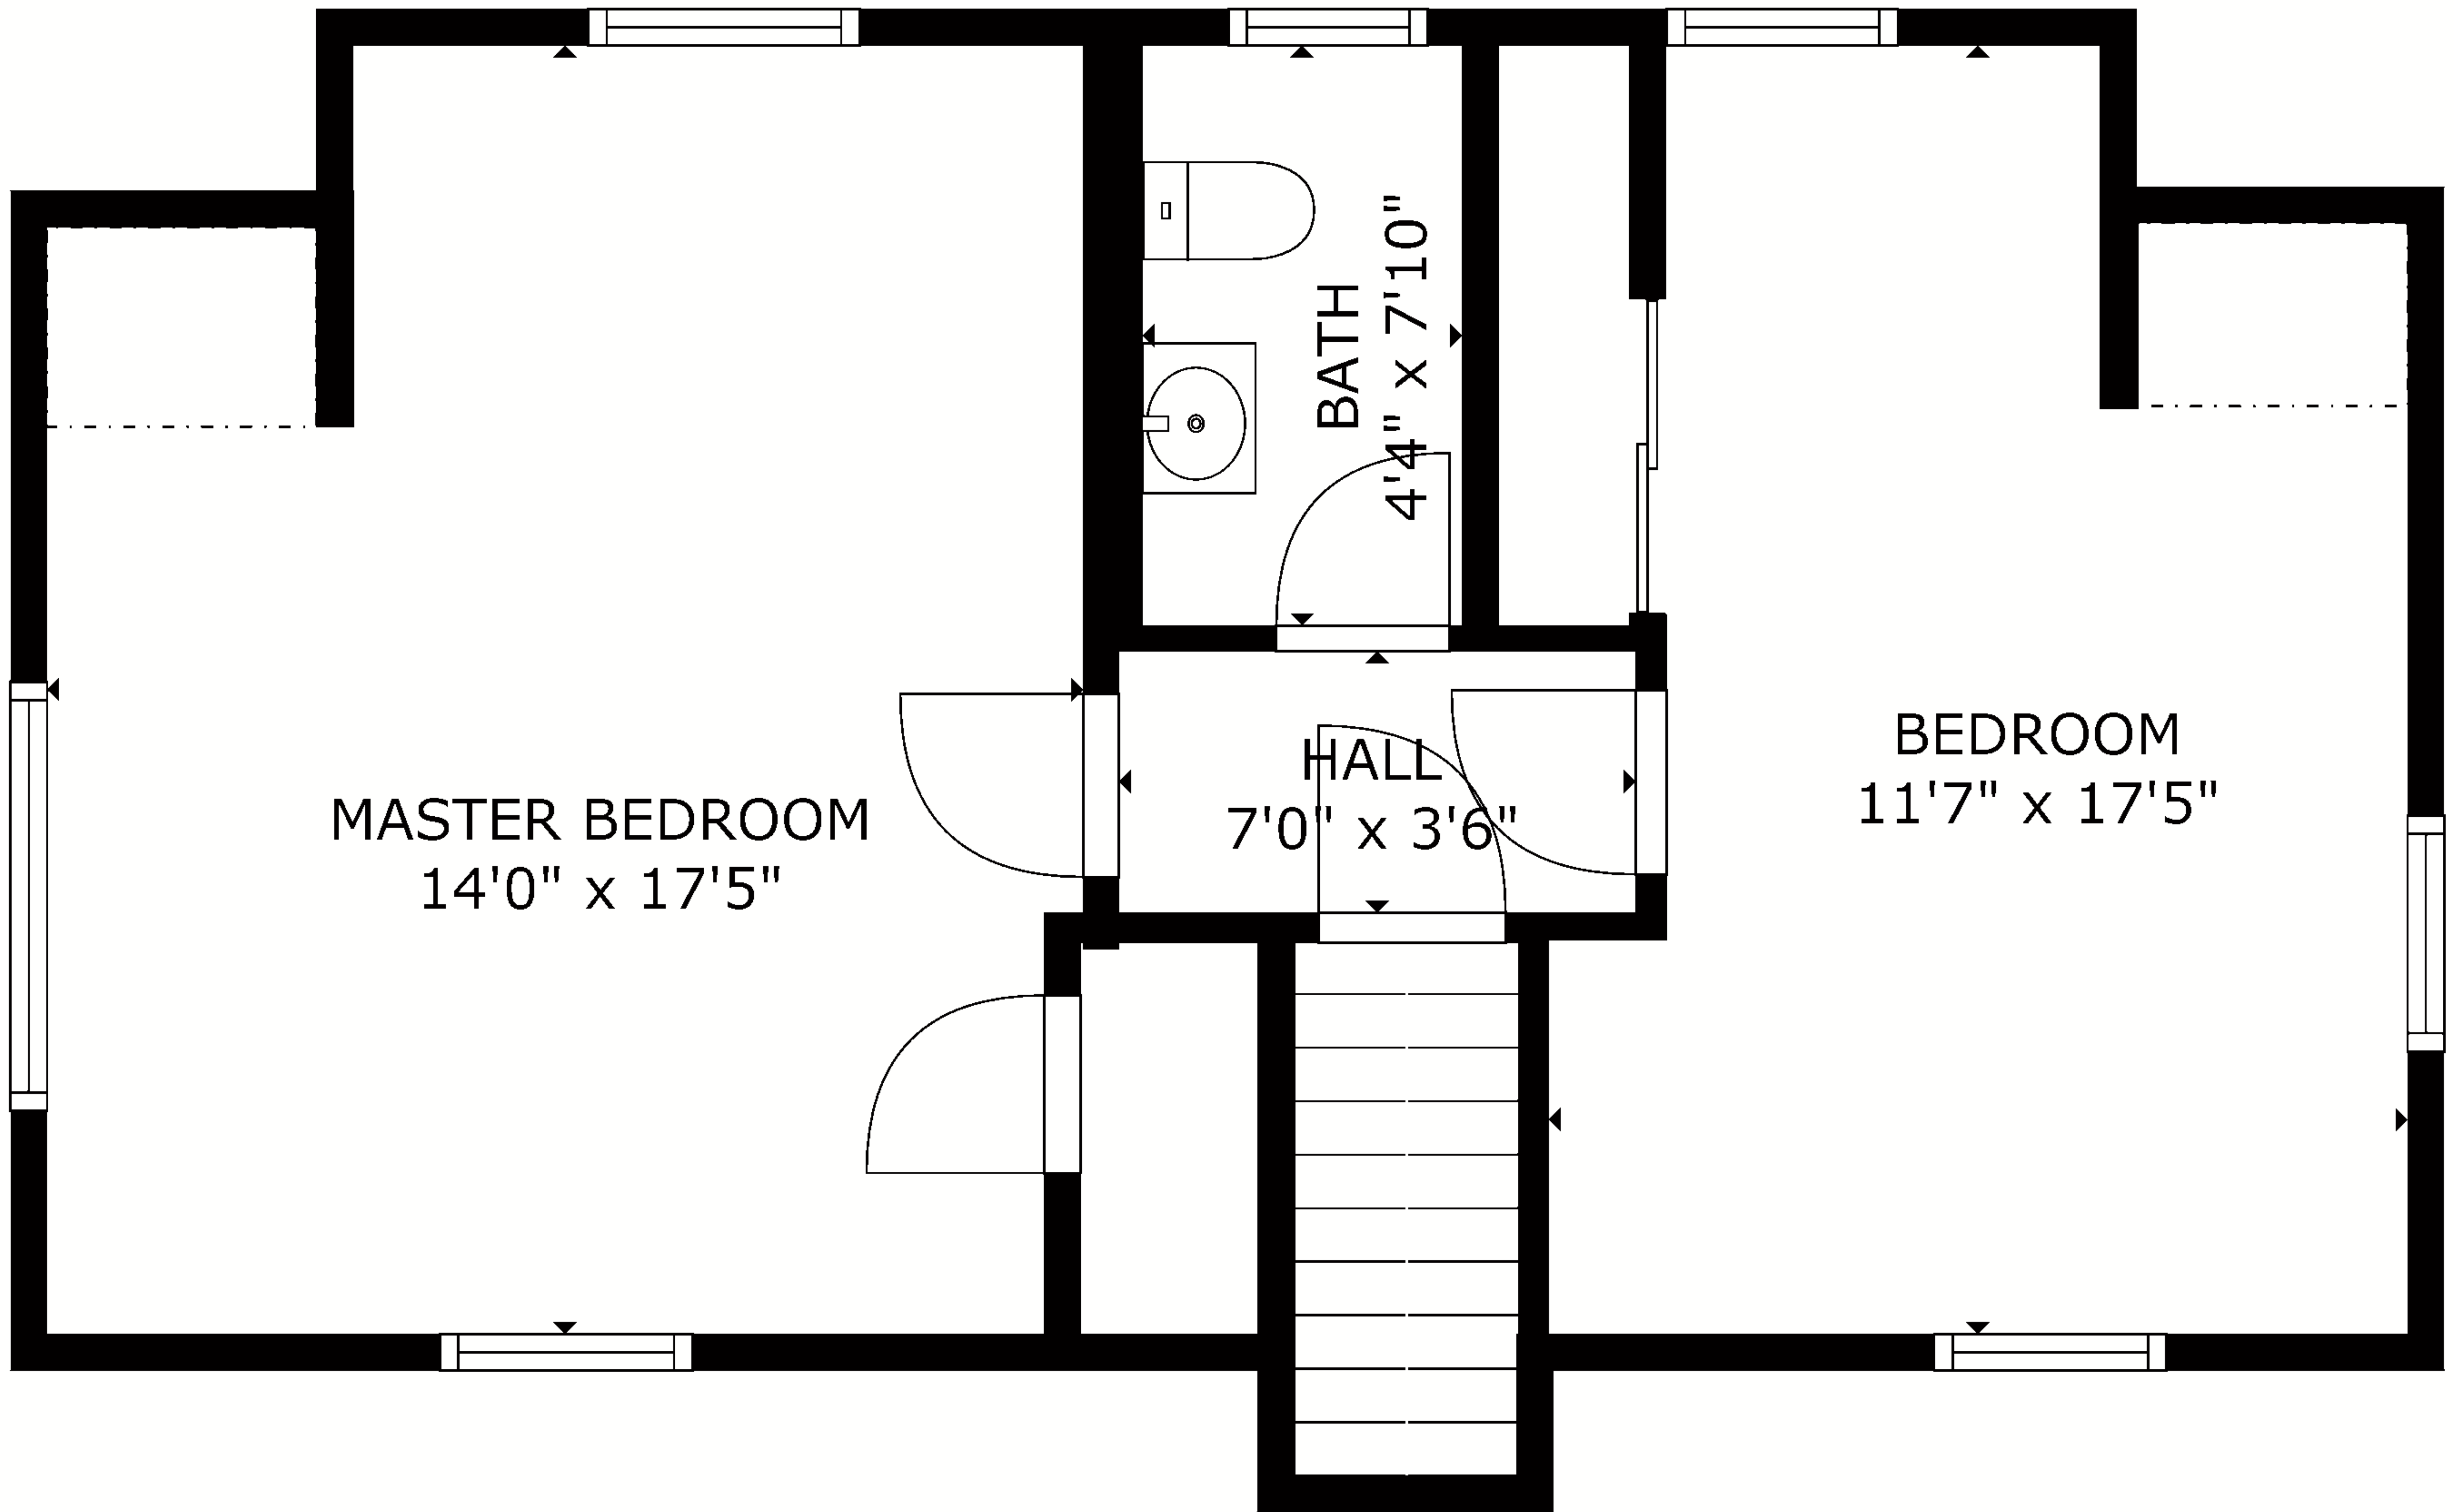 BATH
4'4" x 7'10"
HALL
7'0" x 3'6"
BEDROOM
11'7" x 17'5"
MASTER BEDROOM
14'0" x 17'5"